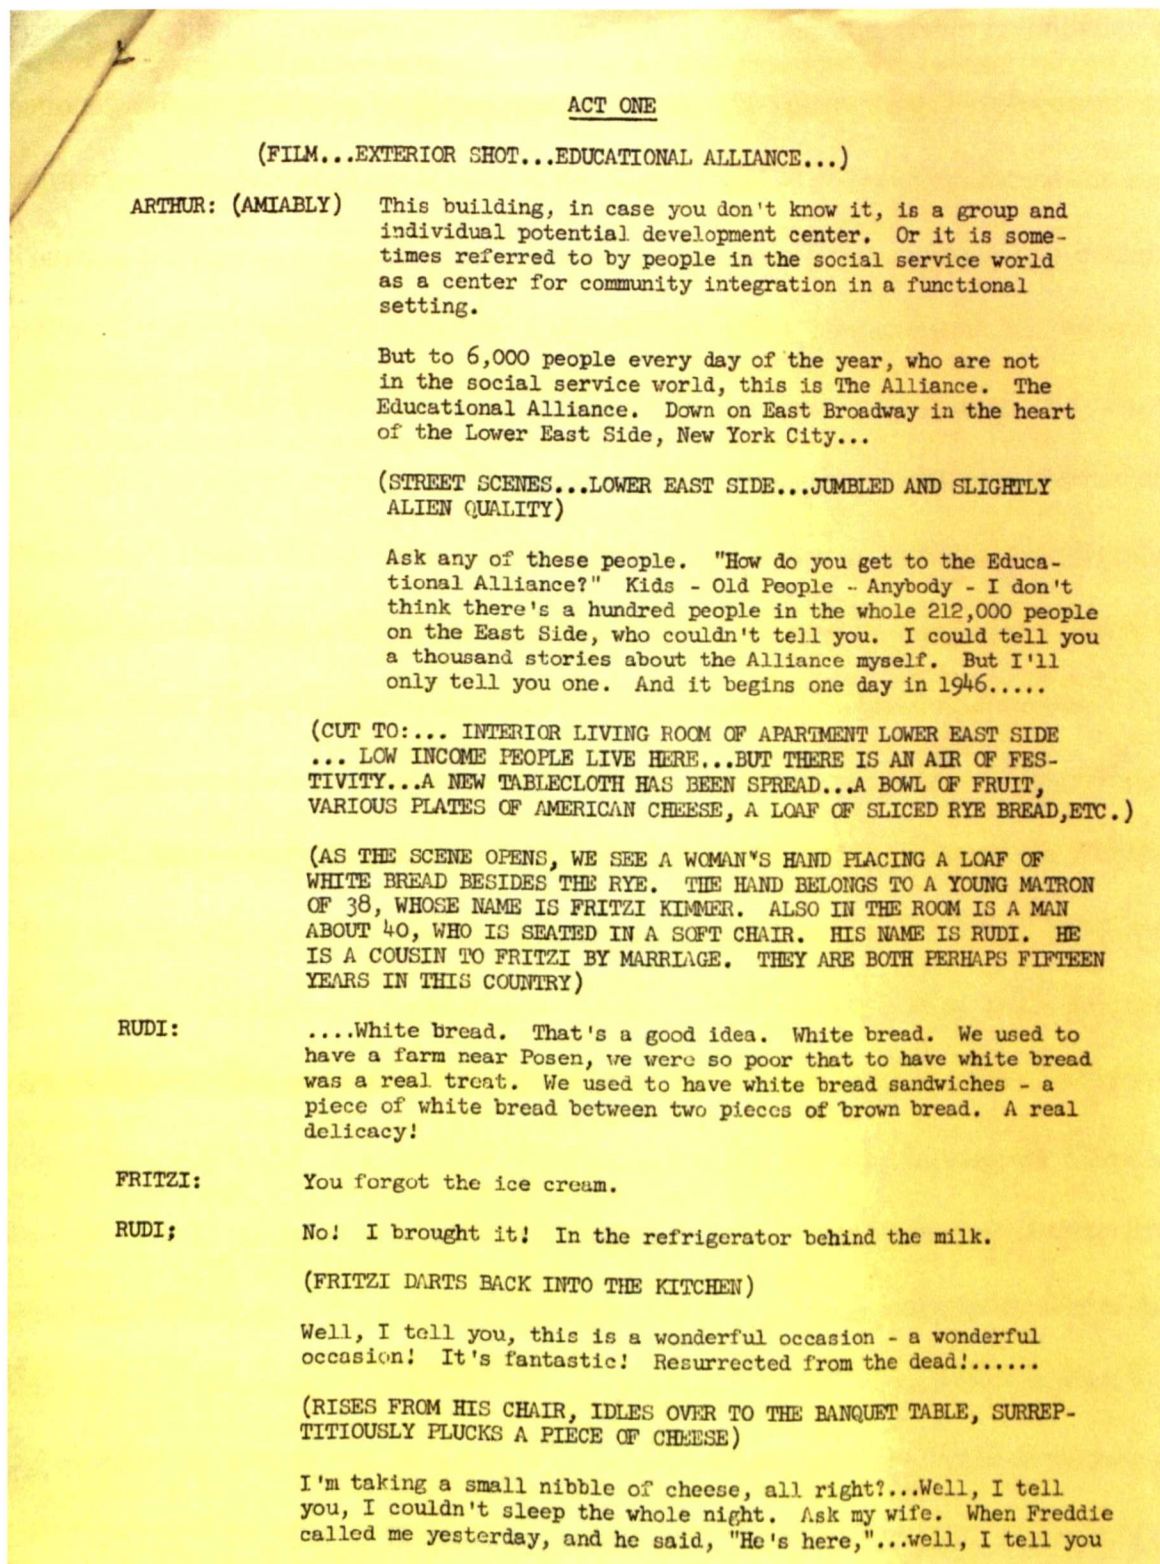 ACT ONE
(FILM...EXTERIOR SHOT...EDUCATIONAL ALLIANCE...)
ARTHUR: (AMIABLY) This building, in case you don't know it, is a group and
individual potential development center. Or it is some-
times referred to by people in the social service world
as a center for community integration in a functional
setting.
But to 6,000 people every day of the year, who are not
in the social service world, this is The Alliance. The
Educational Alliance. Down on East Broadway in the heart
of the Lower East Side, New York City...
(STREET SCENES...LOWER EAST SIDE...JUMBLED AND SLIGHTLY
ALIEN QUALITY)
Ask any of these people. "How do you get to the Educa-
tional Alliance?" Kids - Old People - Anybody - I don't
think there's a hundred people in the whole 212,000 people
on the East Side, who couldn't tell you. I could tell you
a thousand stories about the Alliance myself. But I'll
only tell you one. And it begins one day in 1946.....
(CUT TO:... INTERIOR LIVING ROOM OF APARTMENT LOWER EAST SIDE
... LOW INCOME PEOPLE LIVE HERE...BUT THERE IS AN AIR OF FES-
TIVITY...A NEW TABLECLOTH HAS BEEN SPREAD...A BOWL OF FRUIT,
VARIOUS PLATES OF AMERICAN CHEESE, A LOAF OF SLICED RYE BREAD,ETC.)
(AS THE SCENE OPENS, WE SEE A WOMAN"S HAND PLACING A LOAF OF
WHITE BREAD BESIDES THE RYE. THE HAND BELONGS TO A YOUNG MATRON
OF 38, WHOSE NAME IS FRITZI KIMMER. ALSO IN THE ROOM IS A MAN
ABOUT 40, WHO IS SEATED IN A SOFT CHAIR. HIS NAME IS RUDI. HE
IS A COUSIN TO FRITZI BY MARRIAGE. THEY ARE BOTH PERHAPS FIFTEEN
YEARS IN THIS COUNTRY)
RUDI: ....White bread. That's a good idea. White bread. We used to
have a farm near Posen, we were so poor that to have white bread
was a real treat. We used to have white bread sandwiches - a
piece of white bread between two pieces of brown bread. A real
delicacy!
FRITZI: You forgot the ice cream.
RUDI; No! I brought it! In the refrigerator behind the milk.
(FRITZI DARTS BACK INTO THE KITCHEN)
Well, I tell you, this is a wonderful occasion - a wonderful
occasion! It's fantastic! Resurrected from the dead!......
(RISES FROM HIS CHAIR, IDLES OVER TO THE BANQUET TABLE, SURREP-
TITIOUSLY PLUCKS A PIECE OF CHEESE)
I'm taking a small nibble of cheese, all right?...Well, I tell
you, I couldn't sleep the whole night. Ask my wife. When Freddie
called me yesterday, and he said, "He's here,"...well, I tell you